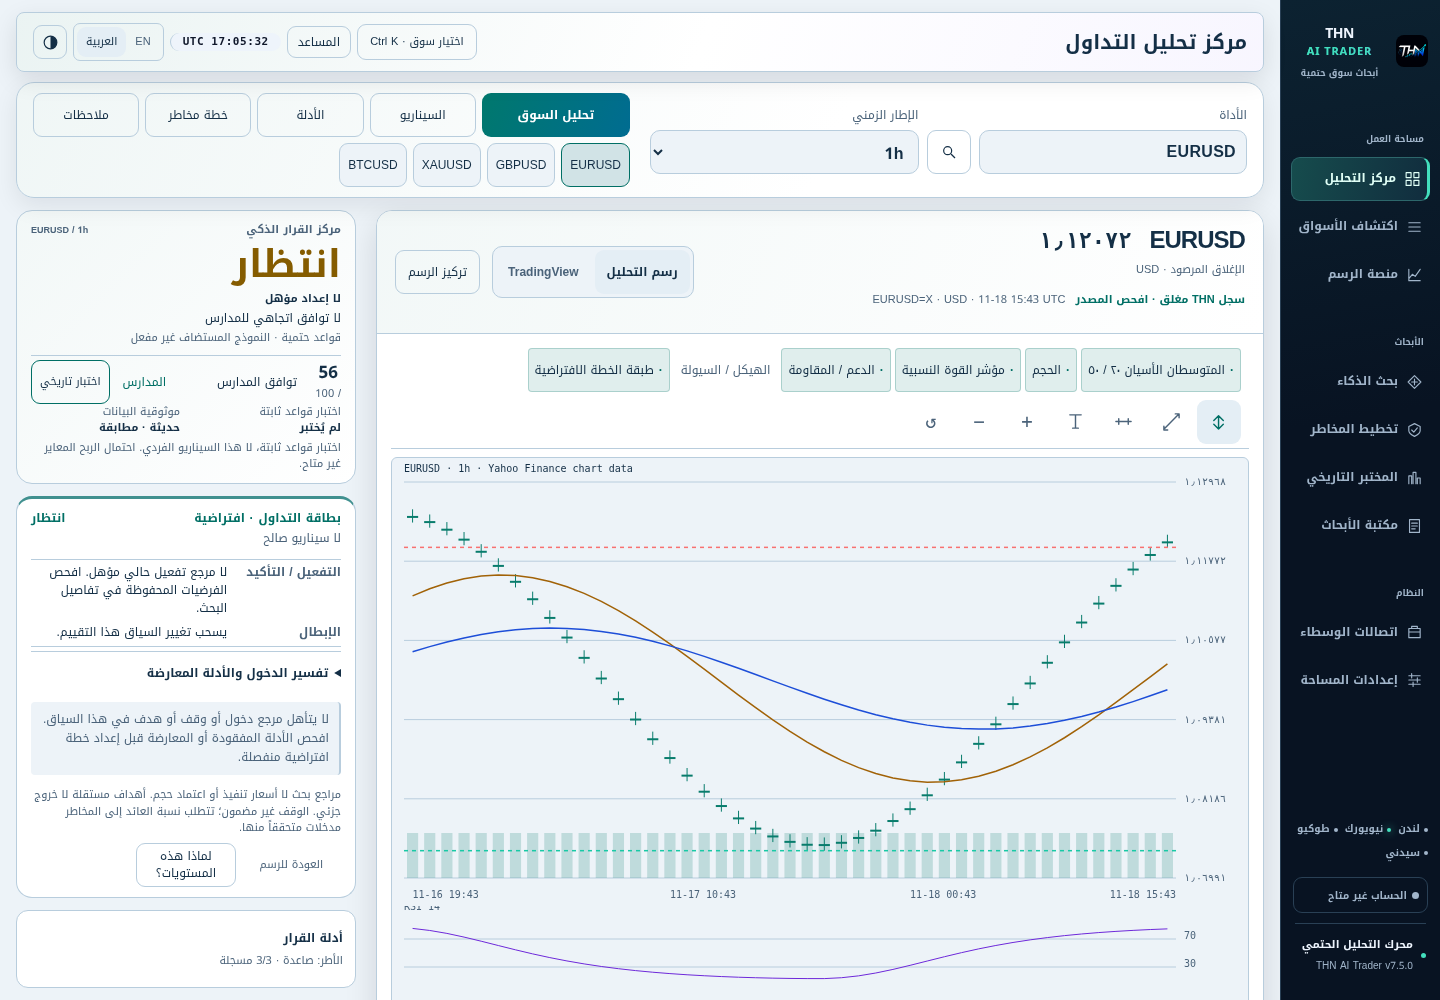 THN
AI TRADER
أبحاث سوق حتمية
مساحة العمل
مركز التحليل
اكتشاف الأسواق
منصة الرسم
الأبحاث
بحث الذكاء
تخطيط المخاطر
المختبر التاريخي
مكتبة الأبحاث
النظام
اتصالات الوسطاء
إعدادات المساحة
لندن
نيويورك
طوكيو
سيدني
الحساب غير متاح
محرك التحليل الحتمي
THN AI Trader v7.5.0
مركز تحليل التداول
اختيار سوق · Ctrl K
المساعد
UTC 17:05:32
EN
العربية
الأداة
EURUSD
الإطار الزمني
1h
تحليل السوق
السيناريو
الأدلة
خطة مخاطر
ملاحظات
EURUSD
GBPUSD
XAUUSD
BTCUSD
EURUSD ١٫١٢٠٧٢
الإغلاق المرصود · USD
سجل THN مغلق · افحص المصدر
EURUSD=X · USD · 11-18 15:43 UTC
رسم التحليل
TradingView
تركيز الرسم
· المتوسطان الأسيان ٢٠ / ٥٠
· الحجم
· مؤشر القوة النسبية
· الدعم / المقاومة
الهيكل / السيولة
· طبقة الخطة الافتراضية
+
−
↺
EURUSD · 1h · Yahoo Finance chart data
١٫١٢٩٦٨
١٫١١٧٧٢
١٫١٠٥٧٧
١٫٠٩٣٨١
١٫٠٨١٨٦
١٫٠٦٩٩١
11-16 19:43
11-17 10:43
11-18 00:43
11-18 15:43
RSI 14
70
30
مركز القرار الذكي
EURUSD / 1h
انتظار
لا إعداد مؤهل
لا توافق اتجاهي للمدارس
قواعد حتمية · النموذج المستضاف غير مفعل
56
/ 100
توافق المدارس
المدارس
اختبار تاريخي
اختبار قواعد ثابتة
لم يُختبر
موثوقية البيانات
حديثة · مطابقة
اختبار قواعد ثابتة، لا هذا السيناريو الفردي. احتمال الربح المعاير
غير متاح.
بطاقة التداول · افتراضية
انتظار
لا سيناريو صالح
التفعيل / التأكيد
لا مرجع تفعيل حالي مؤهل. افحص
الفرضيات المحفوظة في تفاصيل
البحث.
الإبطال
يسحب تغيير السياق هذا التقييم.
تفسير الدخول والأدلة المعارضة
لا يتأهل مرجع دخول أو وقف أو هدف في هذا السياق.
افحص الأدلة المفقودة أو المعارضة قبل إعداد خطة
افتراضية منفصلة.
مراجع بحث لا أسعار تنفيذ أو اعتماد حجم. أهداف مستقلة لا خروج
جزئي. الوقف غير مضمون؛ تتطلب نسبة العائد إلى المخاطر
مدخلات متحققاً منها.
العودة للرسم
لماذا هذه
المستويات؟
أدلة القرار
الأطر: صاعدة · 3/3 مسجلة